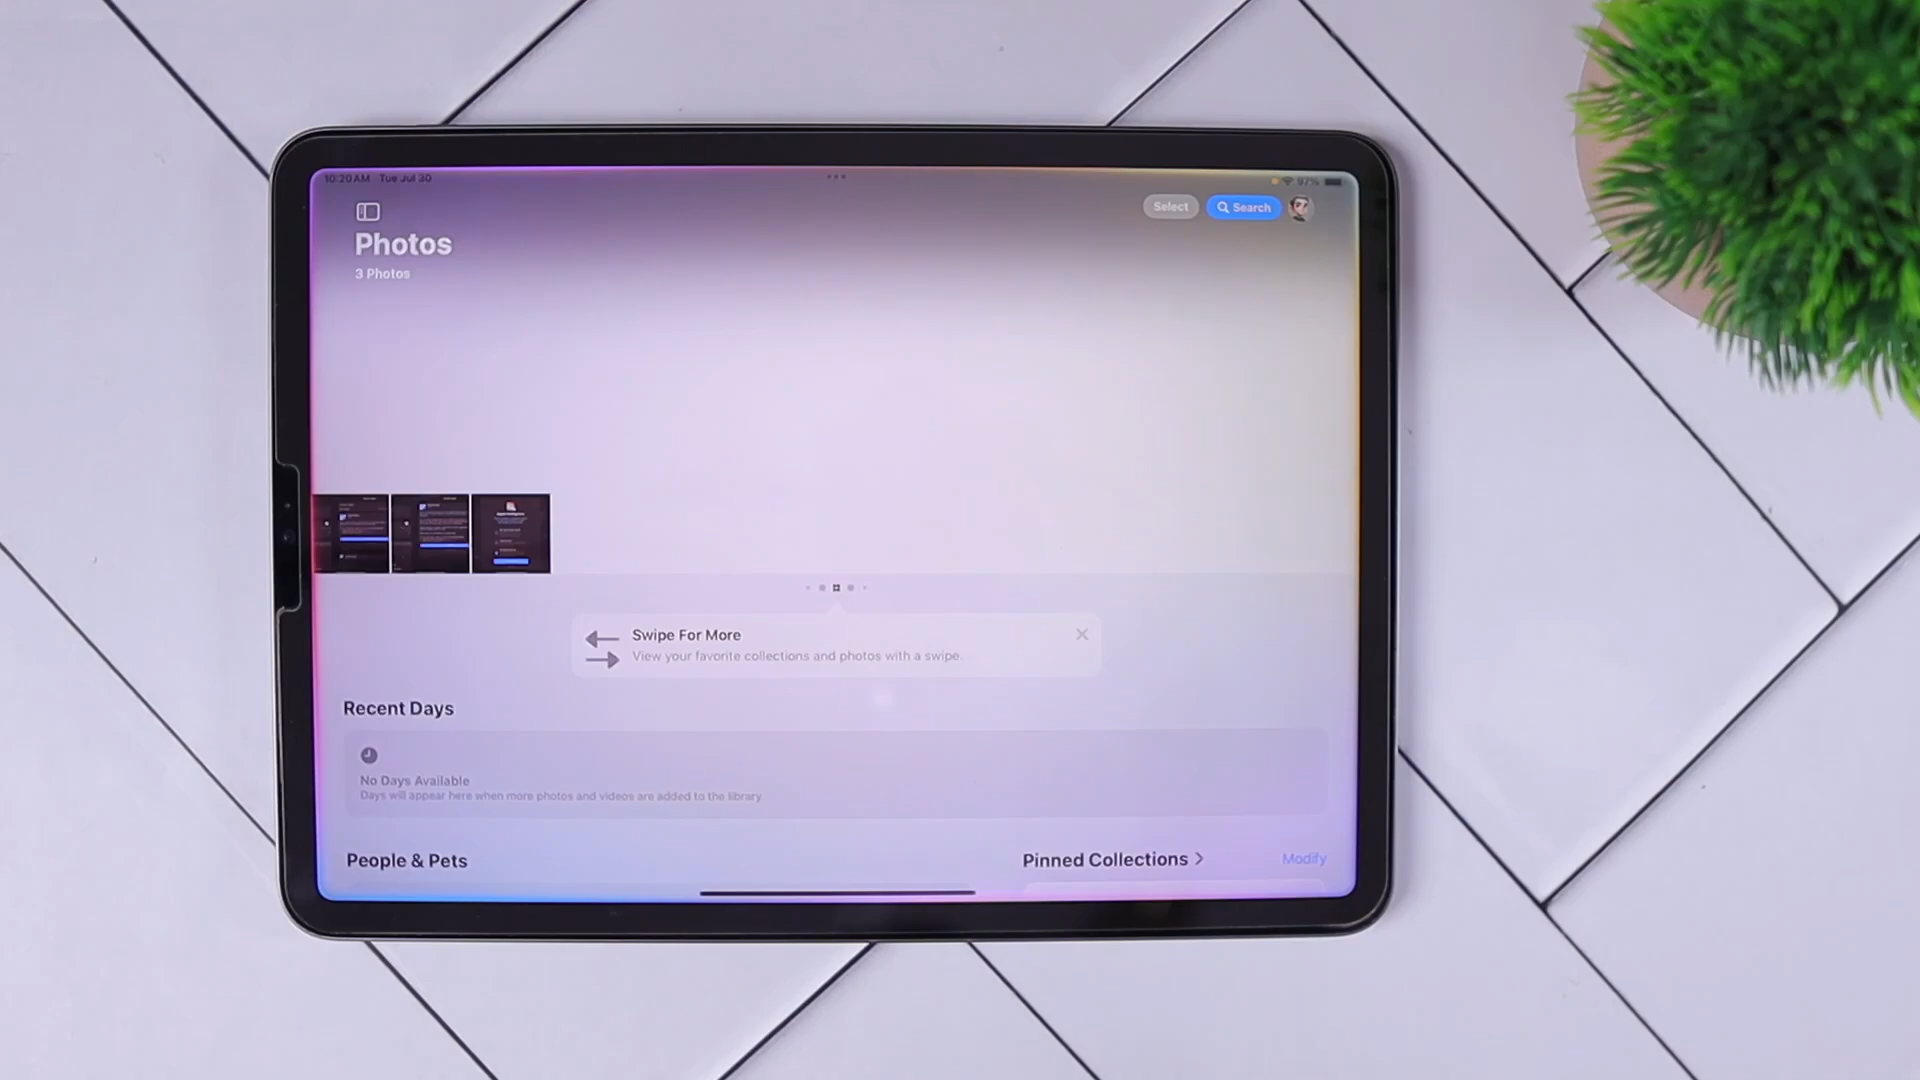 10:20 AM Tue Jul 30
97%
Select
Search
Photos
3 Photos
Swipe For More
View your favorite collections and photos with a swipe.
Recent Days
No Days Available
Days will appear here when more photos and videos are added to the library
People & Pets
Pinned Collections
Modify